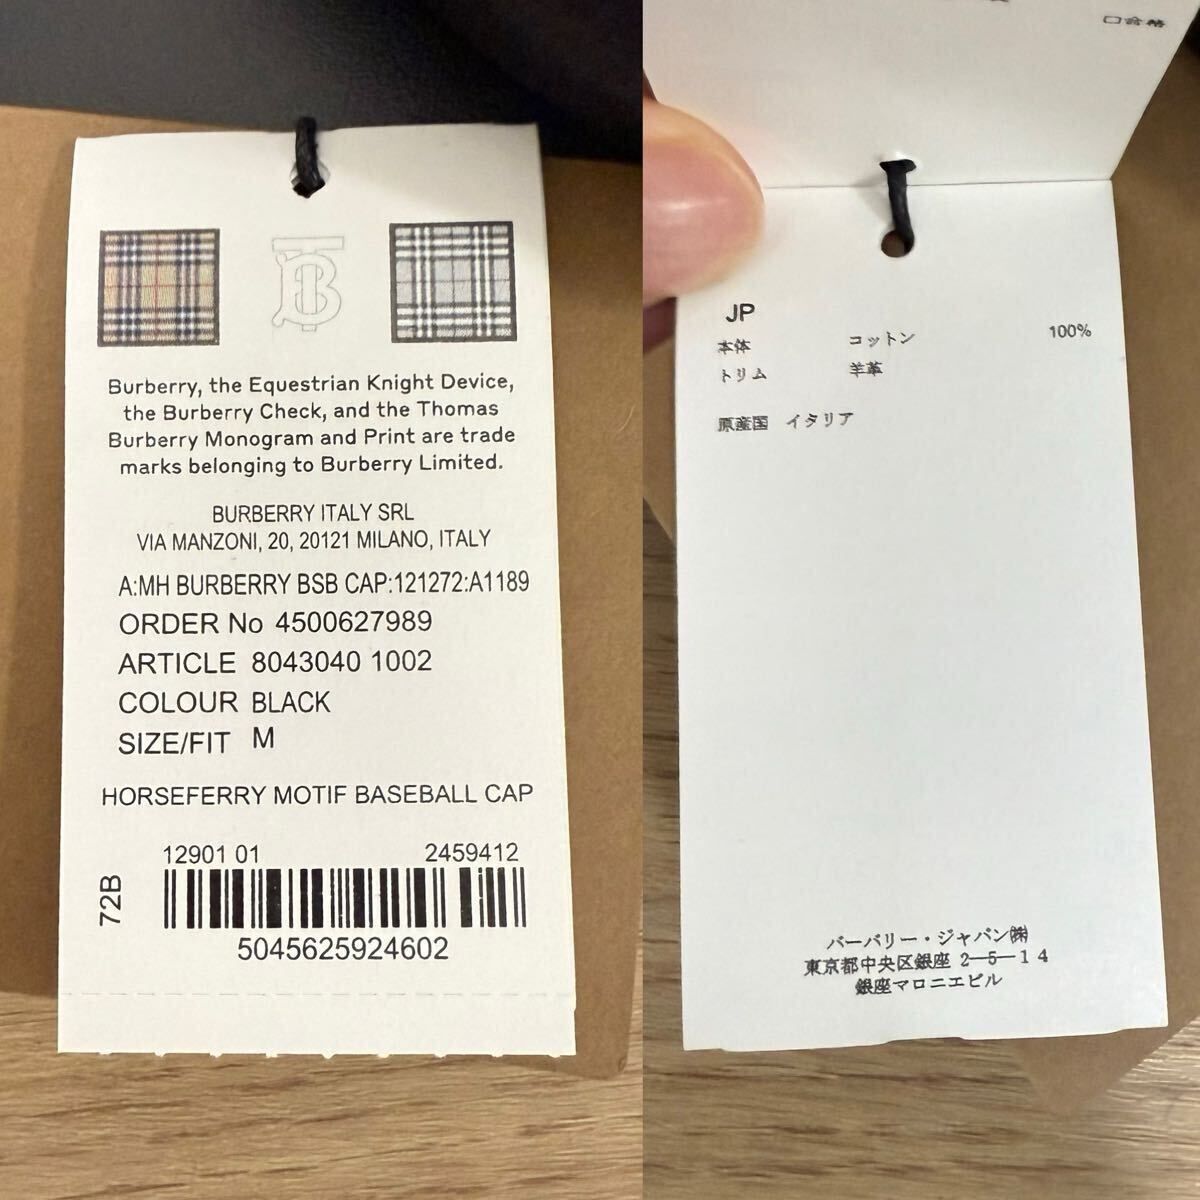 Burberry, the Equestrian Knight Device,
the Burberry Check, and the Thomas
Burberry Monogram and Print are trade
marks belonging to Burberry Limited.
BURBERRY ITALY SRL
VIA MANZONI, 20, 20121 MILANO, ITALY
A:MH BURBERRY BSB CAP:121272:A1189
ORDER No 4500627989
ARTICLE 8043040 1002
COLOUR BLACK
SIZE/FIT M
HORSEFERRY MOTIF BASEBALL CAP
12901 01 2459412
72B
5045625924602
口合格
JP
本体 コットン 100%
トリム 羊革
原産国 イタリア
バーバリー・ジャパン㈱
東京都中央区銀座 2-5-14
銀座マロニエビル